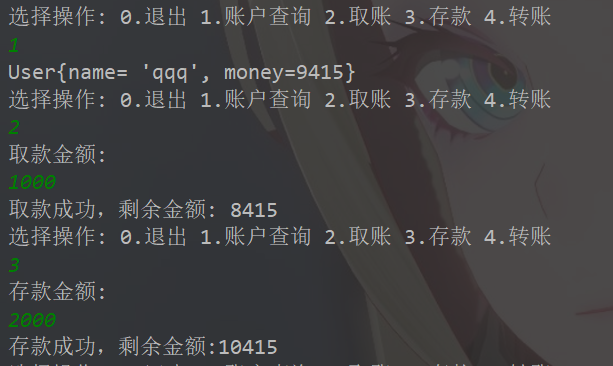 选择操作: 0.退出 1.账户查询 2.取账 3.存款 4.转账
1
User{name= 'qqq', money=9415}
选择操作: 0.退出 1.账户查询 2.取账 3.存款 4.转账
2
取款金额:
1000
取款成功，剩余金额: 8415
选择操作: 0.退出 1.账户查询 2.取账 3.存款 4.转账
3
存款金额:
2000
存款成功，剩余金额:10415